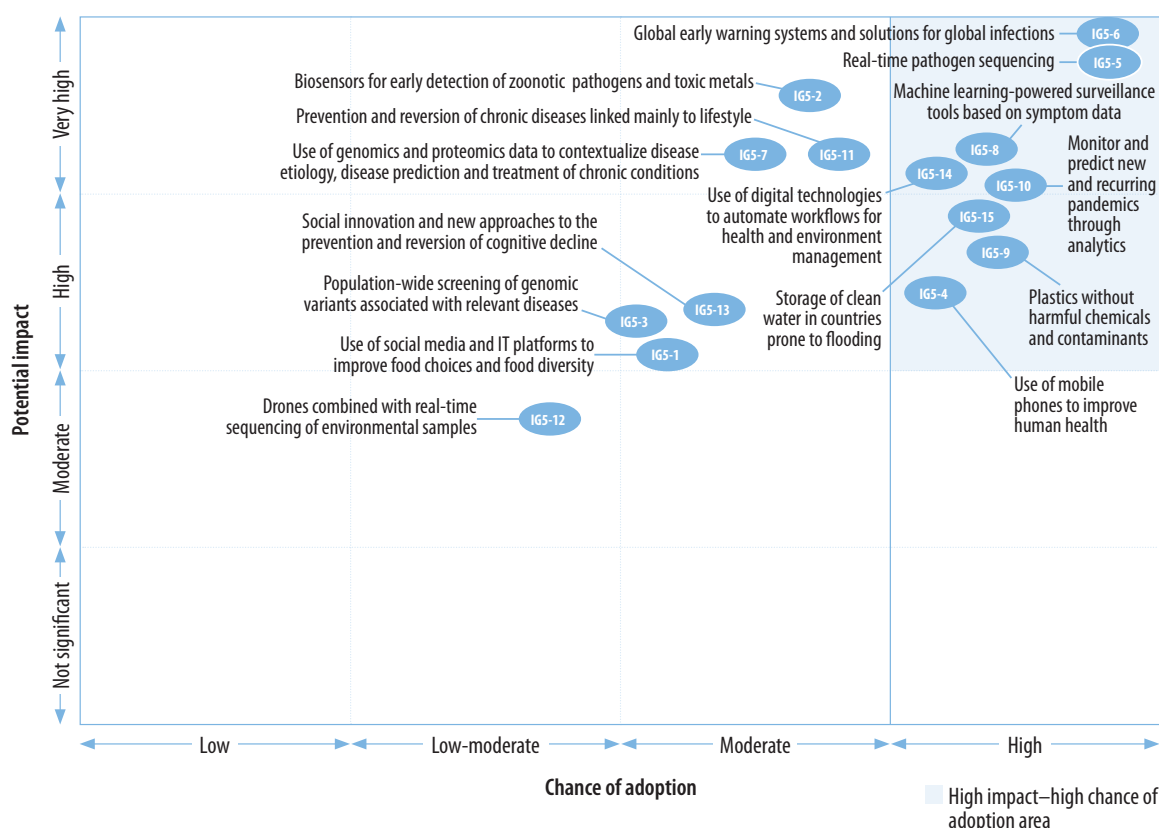 Global early warning systems and solutions for global infections
IG5-6
Real-time pathogen sequencing
IG5-5
Biosensors for early detection of zoonotic pathogens and toxic metals
IG5-2
Machine learning-powered surveillance
tools based on symptom data
IG5-8
Prevention and reversion of chronic diseases linked mainly to lifestyle
IG5-11
Use of genomics and proteomics data to contextualize disease
etiology, disease prediction and treatment of chronic conditions
IG5-7
Monitor and
predict new
and recurring
pandemics
through
analytics
IG5-10
IG5-14
Use of digital technologies
to automate workflows for
health and environment
management
IG5-15
Social innovation and new approaches to the
prevention and reversion of cognitive decline
IG5-13
IG5-9
Population-wide screening of genomic
variants associated with relevant diseases
IG5-3
IG5-4
Storage of clean
water in countries
prone to flooding
Plastics without
harmful chemicals
and contaminants
Use of social media and IT platforms to
improve food choices and food diversity
IG5-1
Use of mobile
phones to improve
human health
Drones combined with real-time
sequencing of environmental samples
IG5-12
Potential impact
Very high
High
Moderate
Not significant
Low
Low-moderate
Moderate
High
Chance of adoption
High impact–high chance of
adoption area